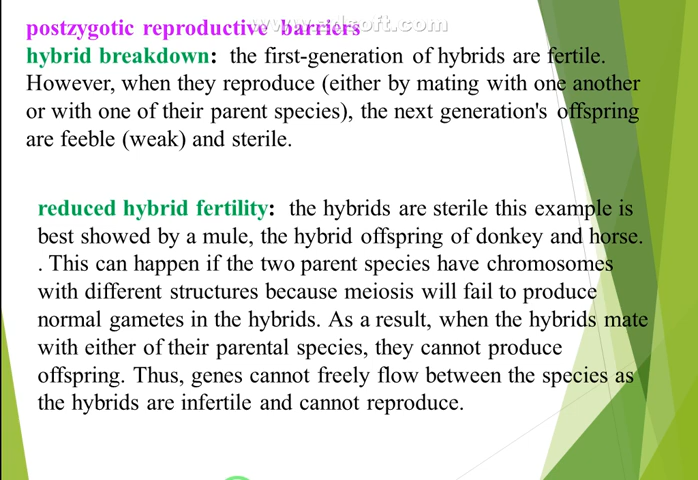 postzygotic reproductive barriers
hybrid breakdown: the first-generation of hybrids are fertile.
However, when they reproduce (either by mating with one another
or with one of their parent species), the next generation's offspring
are feeble (weak) and sterile.
reduced hybrid fertility: the hybrids are sterile this example is
best showed by a mule, the hybrid offspring of donkey and horse.
. This can happen if the two parent species have chromosomes
with different structures because meiosis will fail to produce
normal gametes in the hybrids. As a result, when the hybrids mate
with either of their parental species, they cannot produce
offspring. Thus, genes cannot freely flow between the species as
the hybrids are infertile and cannot reproduce.